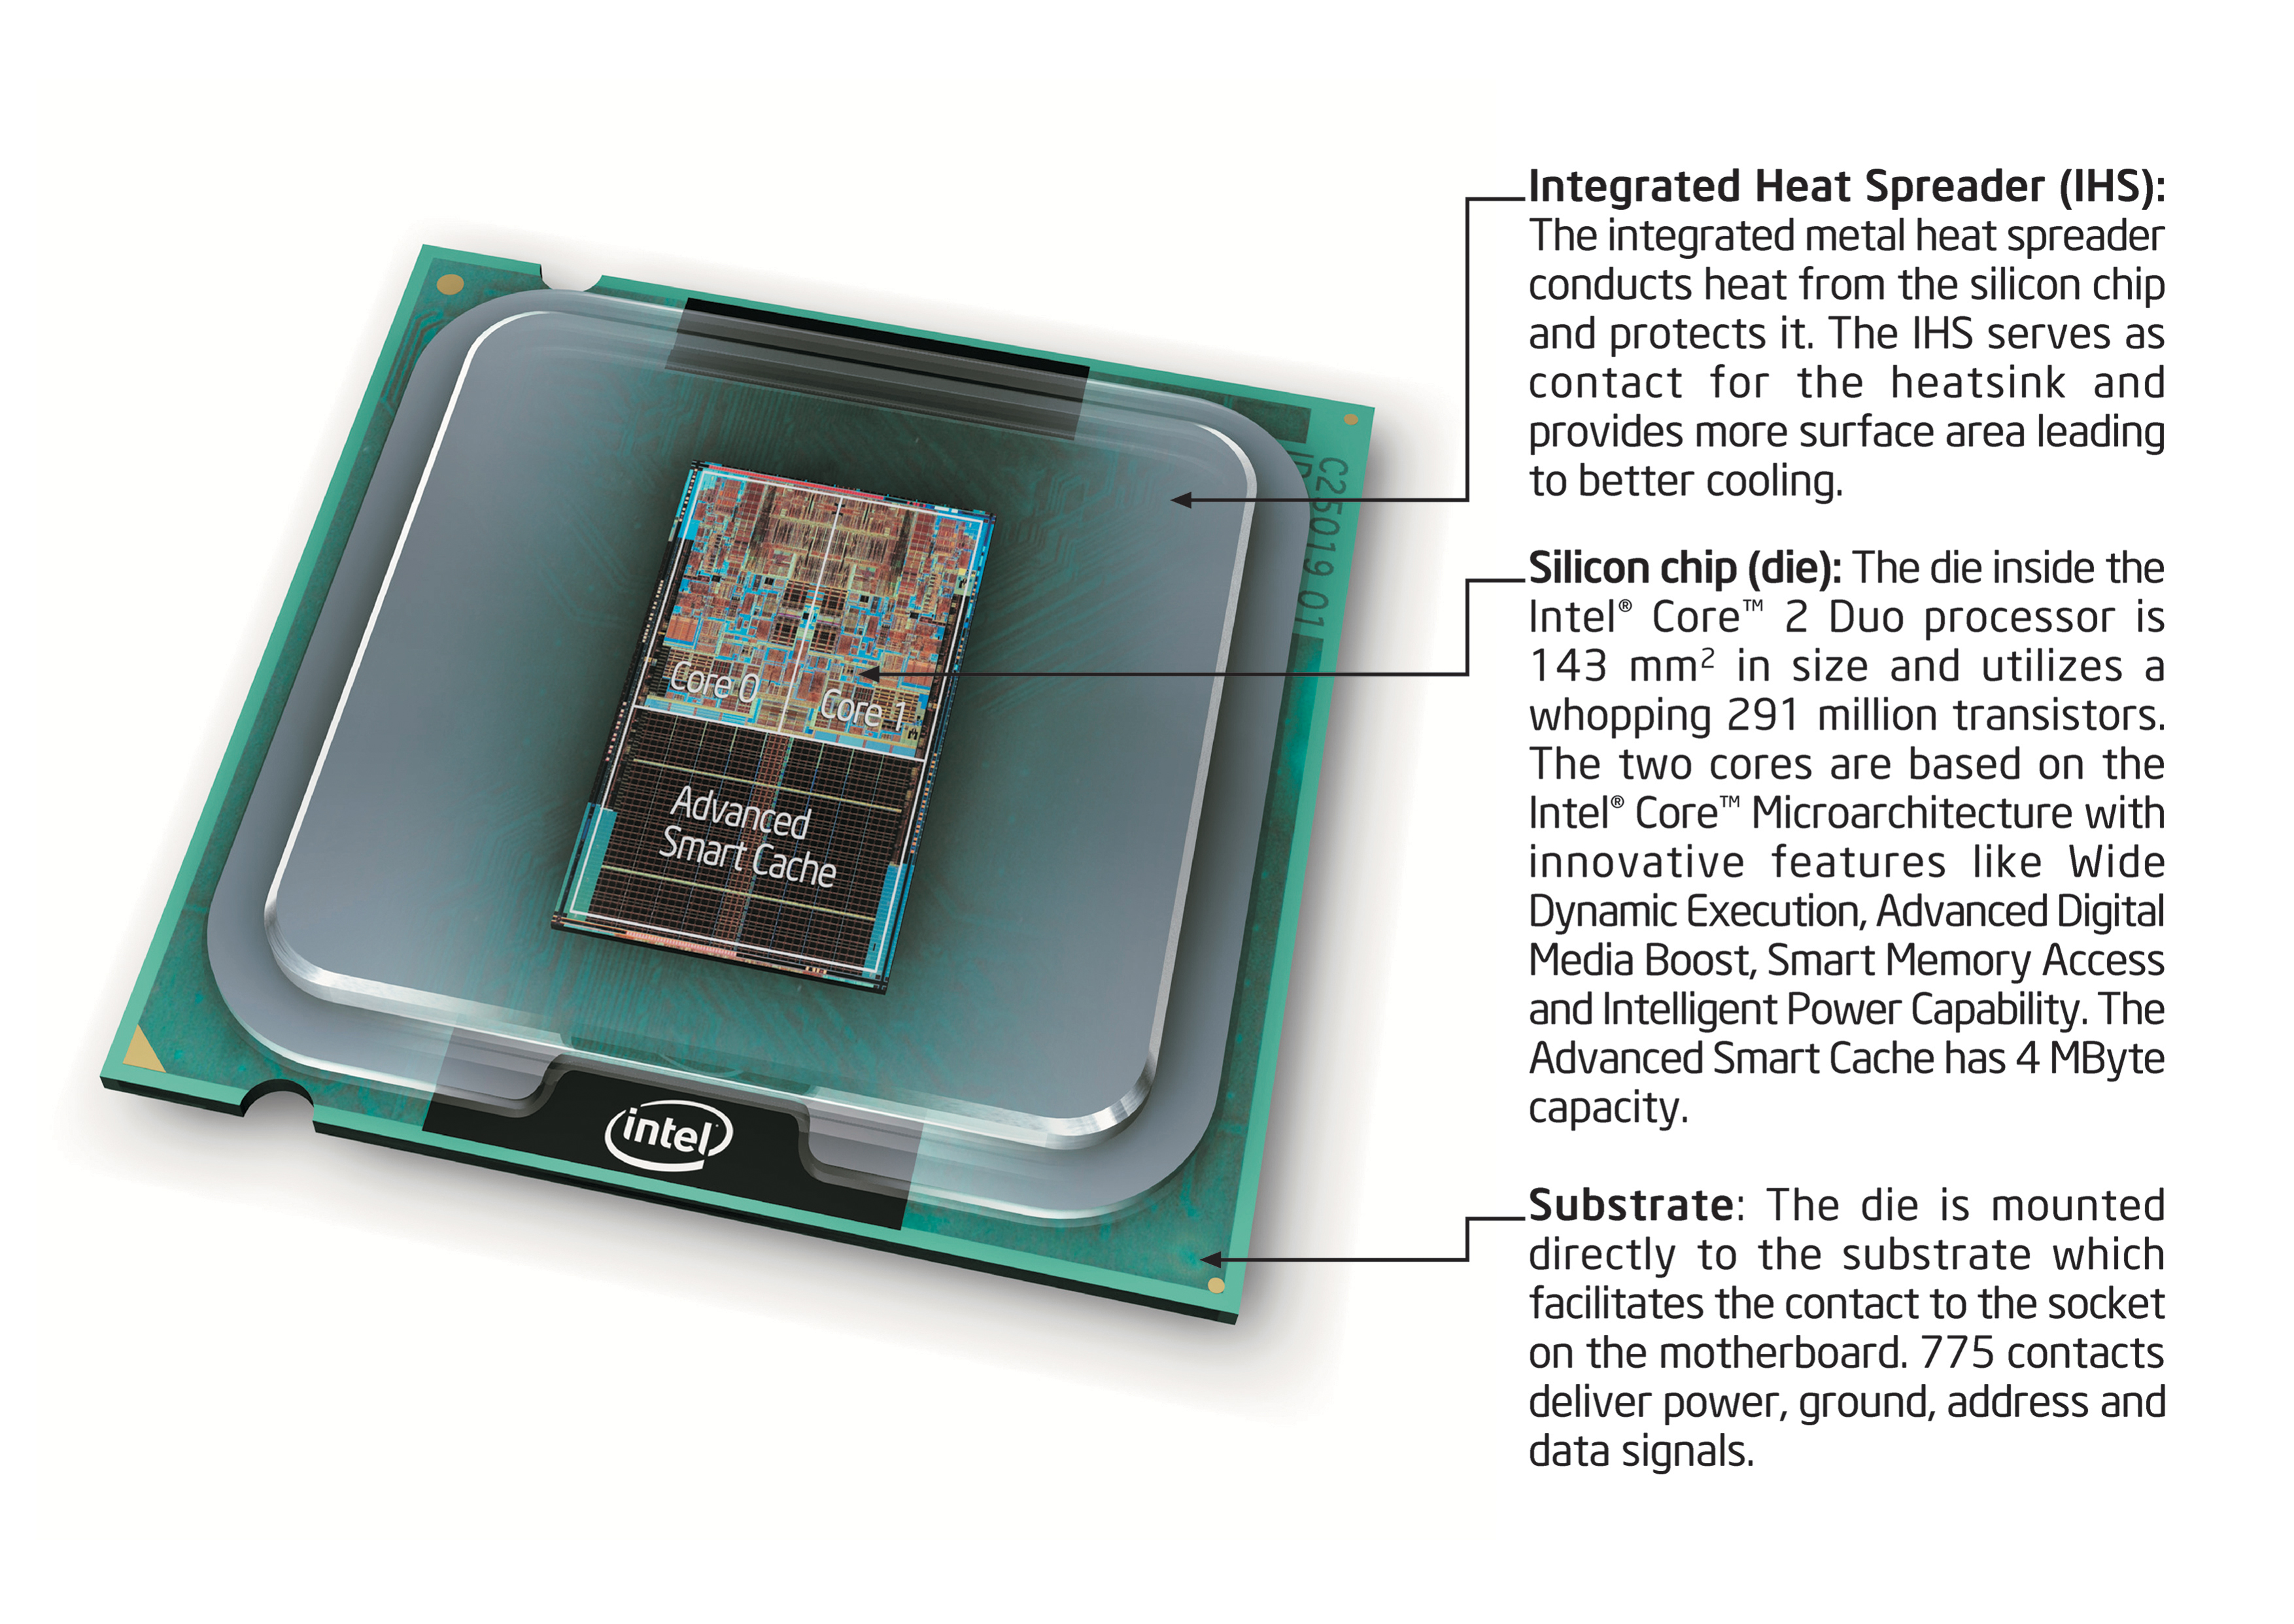 Integrated Heat Spreader (IHS):
The integrated metal heat spreader
conducts heat from the silicon chip
and protects it. The IHS serves as
contact for the heatsink and
provides more surface area leading
to better cooling.
Silicon chip (die): The die inside the
Intel® Core™ 2 Duo processor is
143 mm² in size and utilizes a
whopping 291 million transistors.
The two cores are based on the
Intel® Core™ Microarchitecture with
innovative features like Wide
Dynamic Execution, Advanced Digital
Media Boost, Smart Memory Access
and Intelligent Power Capability. The
Advanced Smart Cache has 4 MByte
capacity.
Substrate: The die is mounted
directly to the substrate which
facilitates the contact to the socket
on the motherboard. 775 contacts
deliver power, ground, address and
data signals.
C25019 01
Core 0
Core 1
Advanced
Smart Cache
intel